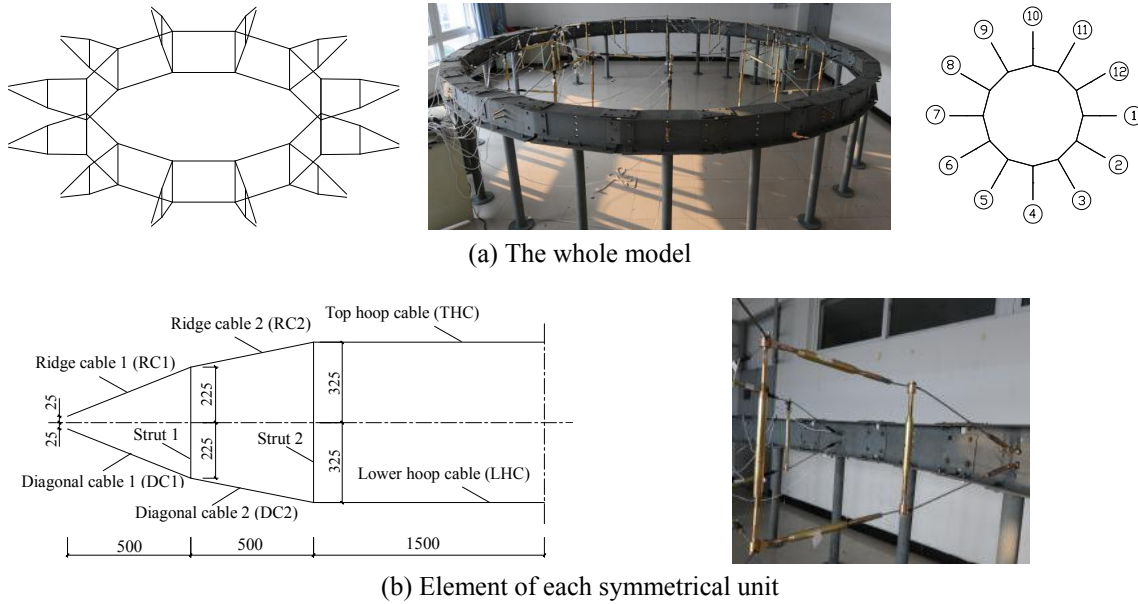 10
9
11
8
12
7
1
6
2
5
3
4
(a) The whole model
Top hoop cable (THC)
Ridge cable 2 (RC2)
Ridge cable 1 (RC1)
25
25
225
225
325
325
Strut 1
Strut 2
Diagonal cable 1 (DC1)
Lower hoop cable (LHC)
Diagonal cable 2 (DC2)
500
500
1500
(b) Element of each symmetrical unit